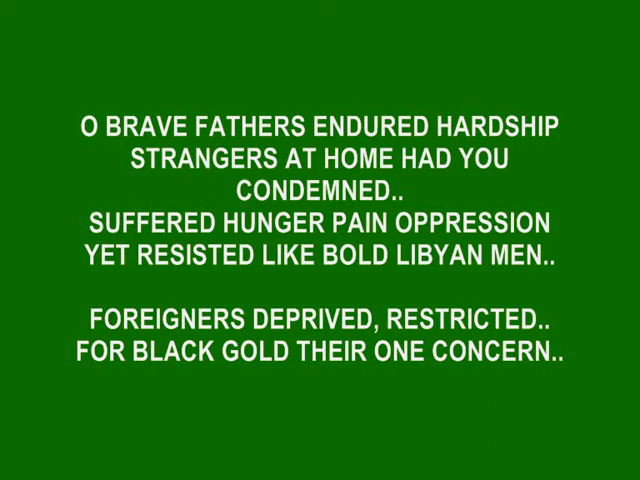 O BRAVE FATHERS ENDURED HARDSHIP
STRANGERS AT HOME HAD YOU
CONDEMNED..
SUFFERED HUNGER PAIN OPPRESSION
YET RESISTED LIKE BOLD LIBYAN MEN..
FOREIGNERS DEPRIVED, RESTRICTED..
FOR BLACK GOLD THEIR ONE CONCERN..